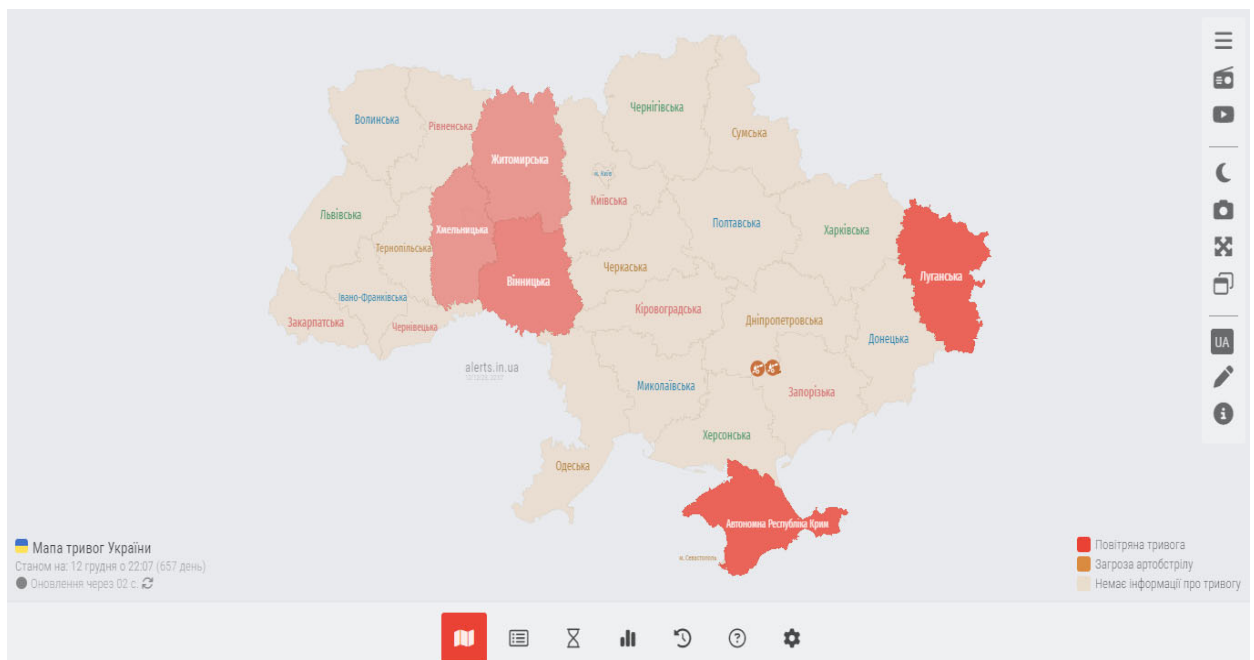 Чернігівська
Волинська
Рівненська
Сумська
Житомирська
м. Київ
Київська
Львівська
Полтавська
Хмельницька
Харківська
Тернопільська
Черкаська
Луганська
Вінницька
Івано-Франківська
Кіровоградська
Закарпатська
Чернівецька
Дніпропетровська
Донецька
alerts.in.ua
Миколаївська
Запорізька
Херсонська
Одеська
Автономна Республіка Крим
м. Севастополь
UA
Мапа тривог України
Станом на: 12 грудня о 22:07 (657 день)
Оновлення через 02 с.
Повітряна тривога
Загроза артобстрілу
Немає інформації про тривогу